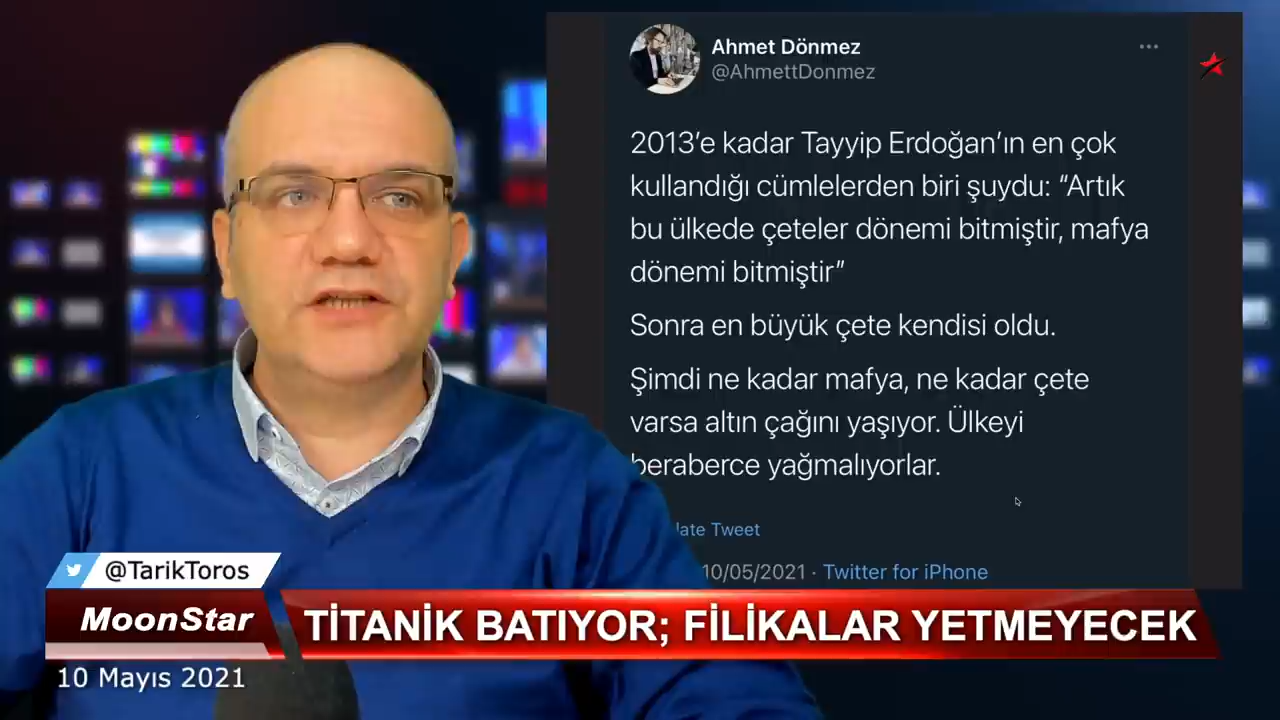 Ahmet Dönmez
@AhmettDonmez
2013’e kadar Tayyip Erdoğan’ın en çok
kullandığı cümlelerden biri şuydu: “Artık
bu ülkede çeteler dönemi bitmiştir, mafya
dönemi bitmiştir”
Sonra en büyük çete kendisi oldu.
Şimdi ne kadar mafya, ne kadar çete
varsa altın çağını yaşıyor. Ülkeyi
beraberce yağmalıyorlar.
Tweet
10/05/2021 · Twitter for iPhone
@TarikToros
MoonStar
TİTANİK BATIYOR; FİLİKALAR YETMEYECEK
10 Mayıs 2021